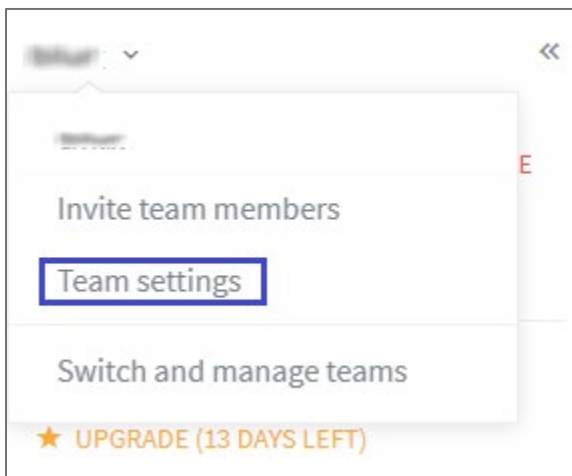 E
Invite team members
Team settings
Switch and manage teams
★ UPGRADE (13 DAYS LEFT)